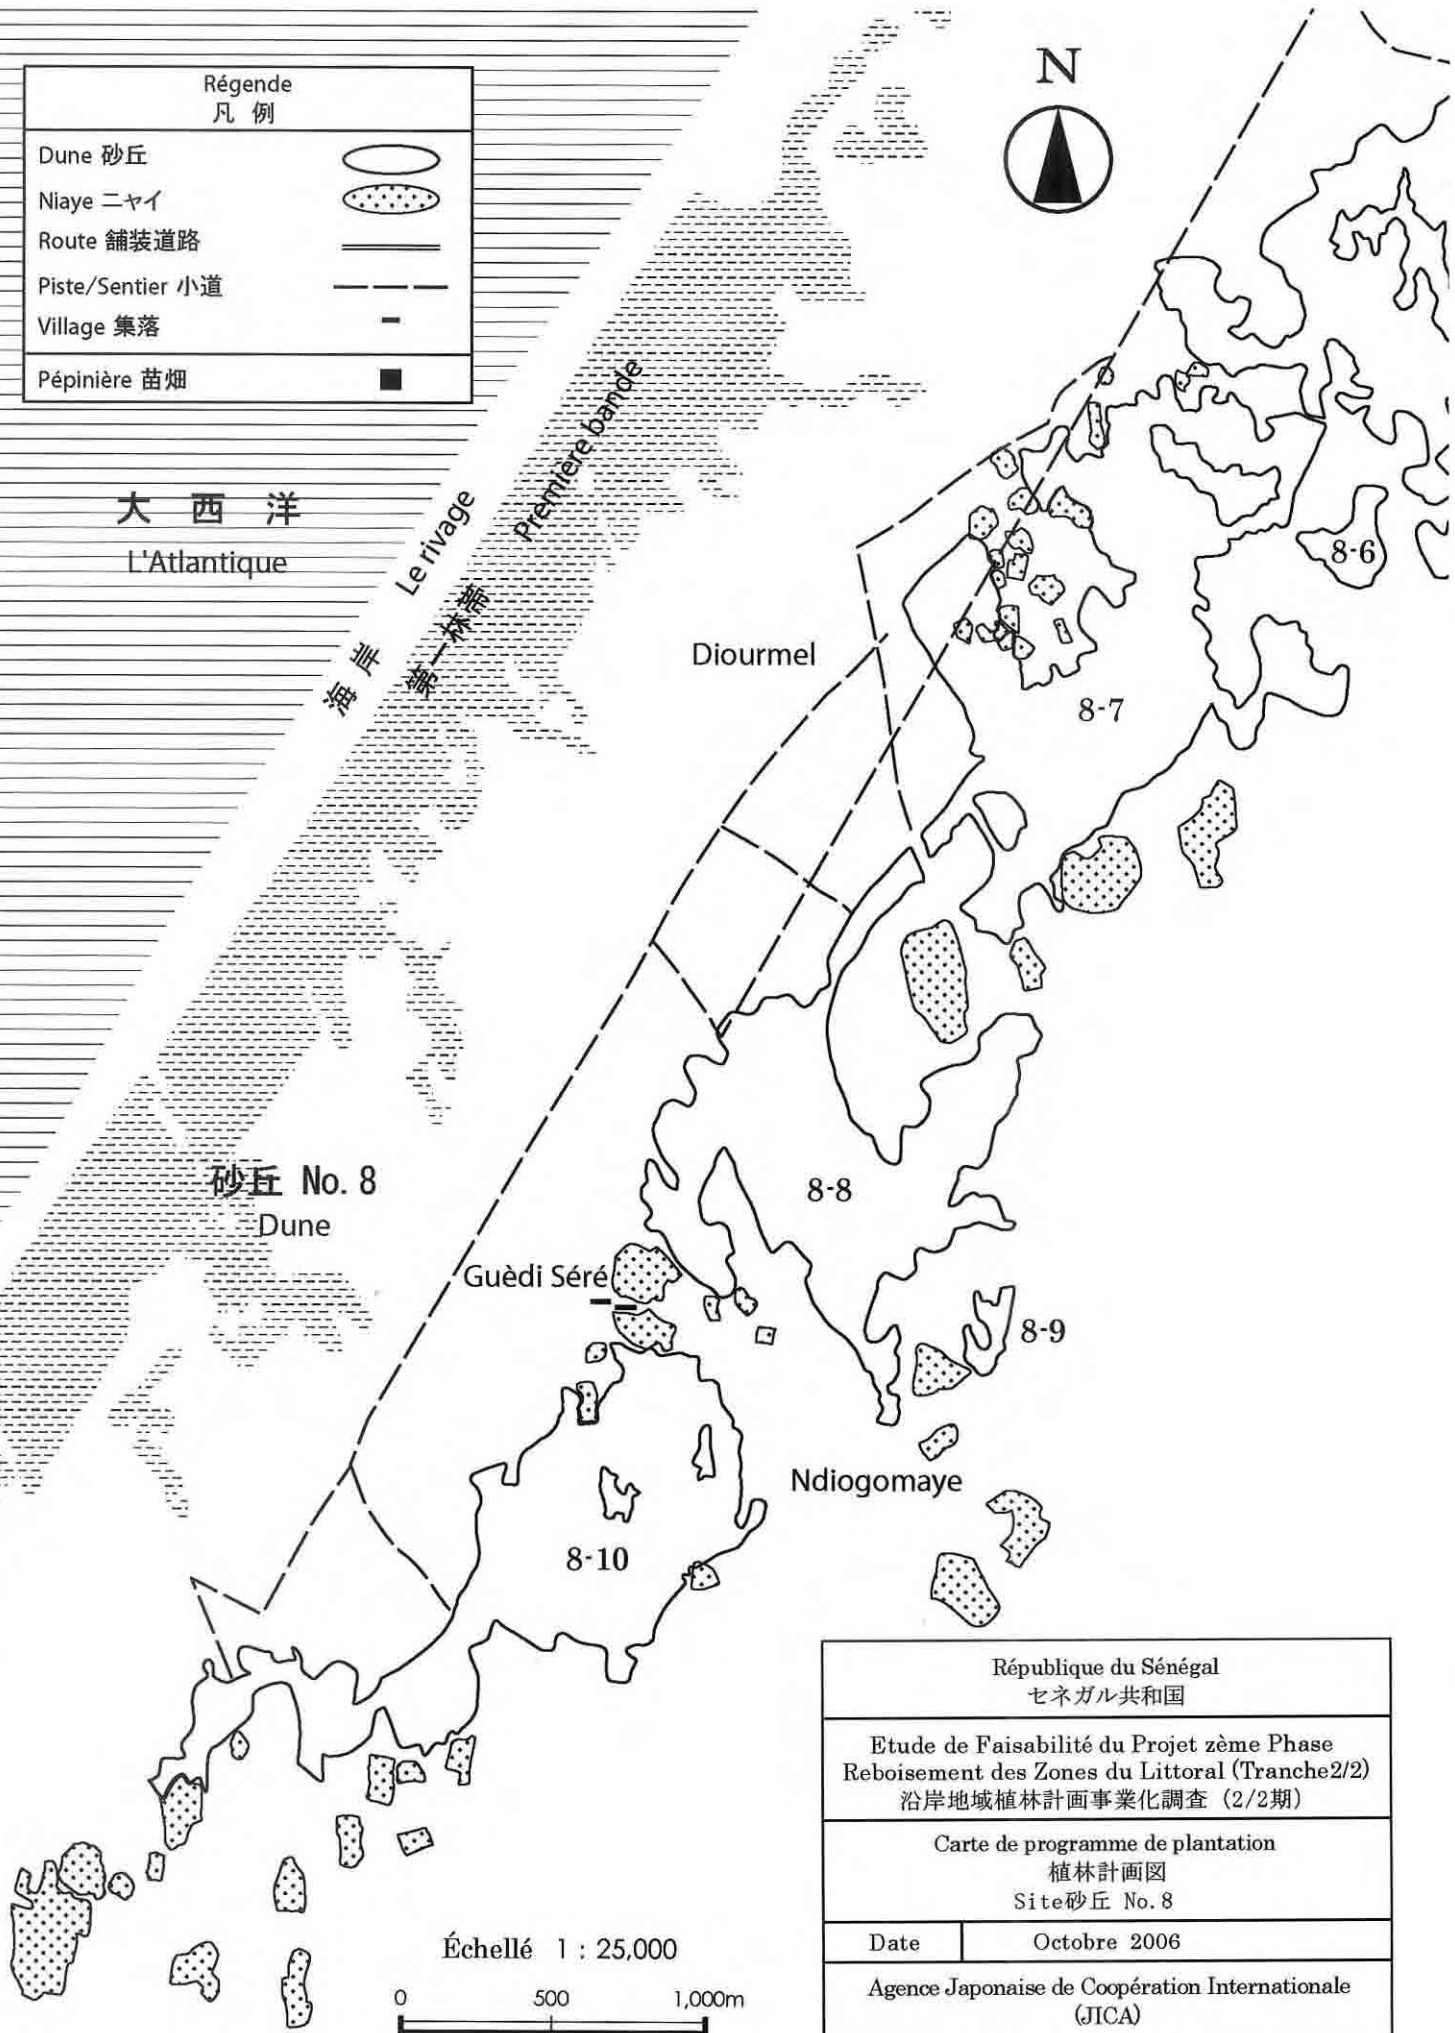 Régende
凡 例
Dune 砂丘
Niaye ニャイ
Route 舗装道路
Piste/Sentier 小道
Village 集落
Pépinière 苗畑
N
大 西 洋
L'Atlantique
海 岸
Le rivage
第一林帯
Première bande
Diourmel
8-6
8-7
砂丘 No. 8
Dune
8-8
Guèdi Séré
8-9
Ndiogomaye
8-10
Échellé 1 : 25,000
0 500 1,000m
République du Sénégal
セネガル共和国
Etude de Faisabilité du Projet zème Phase
Reboisement des Zones du Littoral (Tranche2/2)
沿岸地域植林計画事業化調査（2/2期）
Carte de programme de plantation
植林計画図
Site砂丘 No.8
Date Octobre 2006
Agence Japonaise de Coopération Internationale
(JICA)